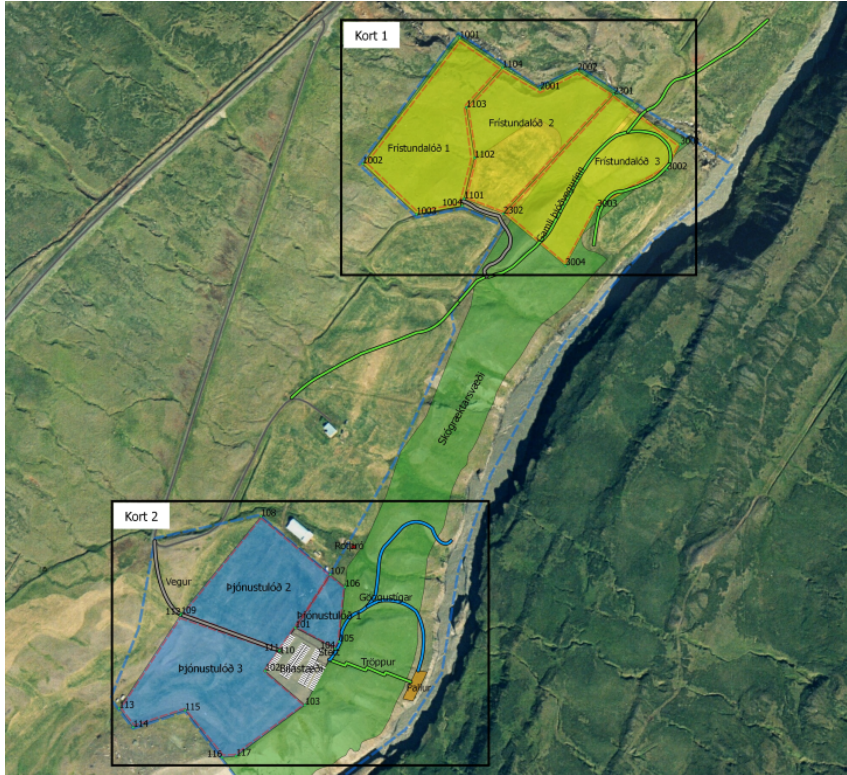 Kort 1
1001
1104
2002
2001
2301
1103
Frístundalóð 2
Frístundalóð 1
1002
1102
Frístundalóð 3
3002
1101
1004
1003
2302
3003
Gamli þjóðvegurinn
3004
Skógræktarsvæði
Kort 2
108
Rotþró
107
106
Vegur
Þjónustulóð 2
Göngustígar
113 109
Þjónustulóð 1
101
105
104
111 110
Stétt
102
Bílastæði
Tröppur
Þjónustulóð 3
Pallur
103
113
115
114
116
117